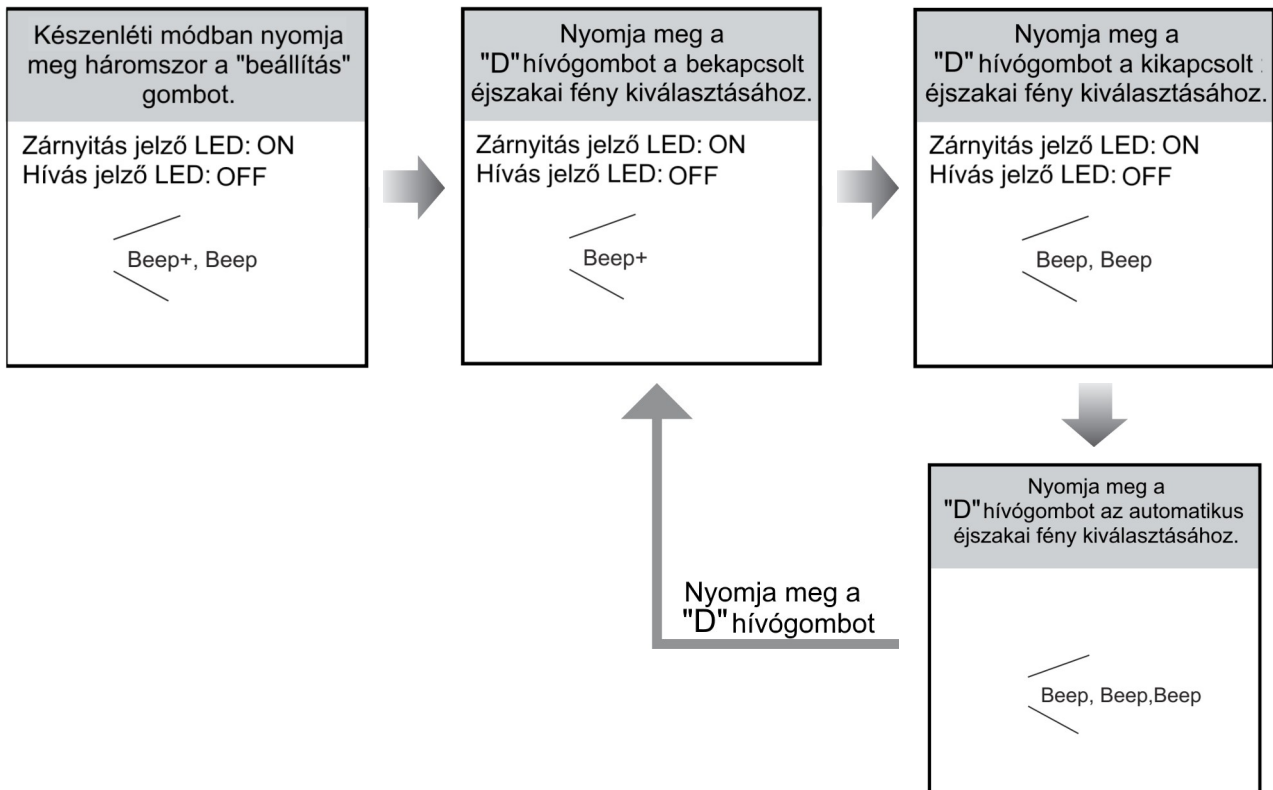 Készenléti módban nyomja
meg háromszor a "beállítás"
gombot.
Zárnyitás jelző LED: ON
Hívás jelző LED: OFF
Beep+, Beep
Nyomja meg a
"D" hívógombot a bekapcsolt
éjszakai fény kiválasztásához.
Zárnyitás jelző LED: ON
Hívás jelző LED: OFF
Beep+
Nyomja meg a
"D" hívógombot a kikapcsolt :
éjszakai fény kiválasztásához.
Zárnyitás jelző LED: ON
Hívás jelző LED: OFF
Beep, Beep
Nyomja meg a
"D" hívógombot az automatikus
éjszakai fény kiválasztásához.
Beep, Beep,Beep
Nyomja meg a
"D" hívógombot